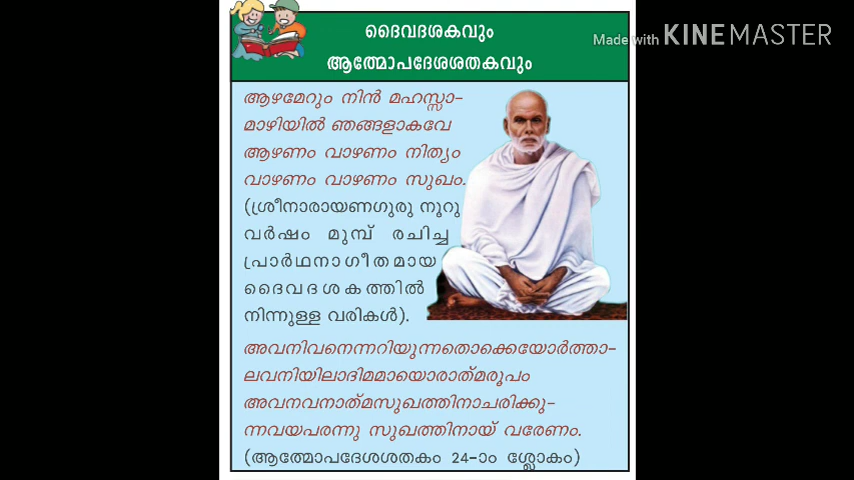 ദൈവദശകവും
ആത്മോപദേശശതകവും
Made with KINEMASTER
ആഴമേറും നിൻ മഹസ്സാ-
മാഴിയിൽ ഞങ്ങളാകവേ
ആഴണം വാഴണം നിത്യം
വാഴണം വാഴണം സുഖം.
(ശ്രീനാരായണഗുരു നൂറു
വർഷം മുമ്പ് രചിച്ച
പ്രാർഥനാഗീതമായ
ദൈവദശകത്തിൽ
നിന്നുള്ള വരികൾ).
അവനിവനെന്നറിയുന്നതൊക്കെയോർത്താ-
ലവനിയിലാദിമമായൊരാത്മരൂപം
അവനവനാത്മസുഖത്തിനാചരിക്കു-
ന്നവയപരന്നു സുഖത്തിനായ് വരേണം.
(ആത്മോപദേശശതകം 24-ാം ശ്ലോകം)